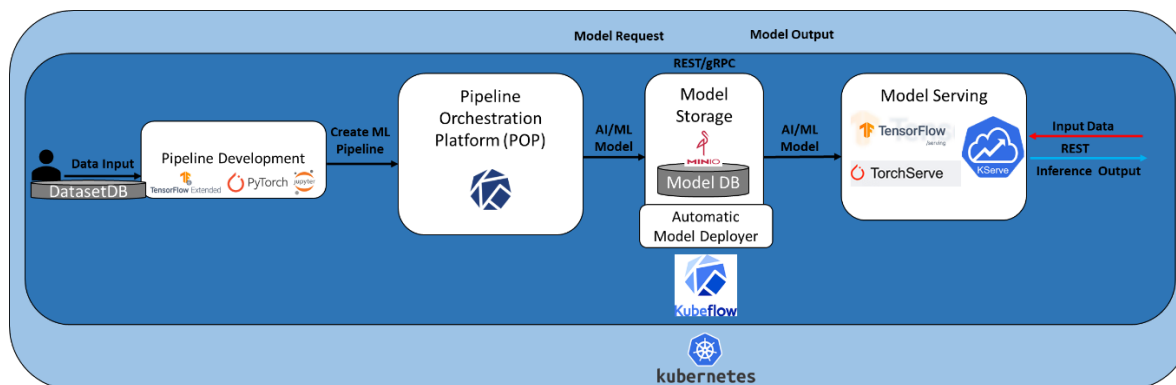 Model Request
Model Output
REST/gRPC
Data Input
DatasetDB
Pipeline Development
TensorFlow Extended
PyTorch
jupyter
Create ML
Pipeline
Pipeline
Orchestration
Platform (POP)
AI/ML
Model
Model
Storage
MINIO
Model DB
Automatic
Model Deployer
AI/ML
Model
Model Serving
TensorFlow
/serving
TorchServe
KServe
Input Data
REST
Inference Output
Kubeflow
kubernetes